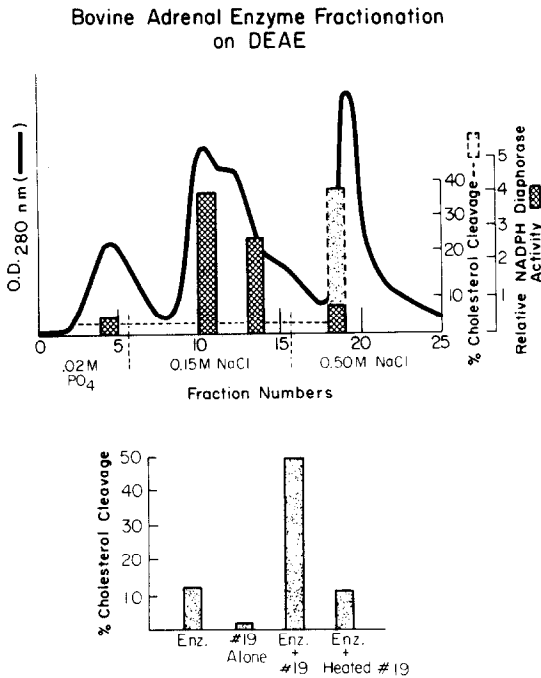 Bovine Adrenal Enzyme Fractionation
on DEAE
O.D. 280 nm (—)
% Cholesterol Cleavage
Relative NADPH Diaphorase
Activity
40
30
20
10
5
4
3
2
1
0
5
10
15
20
25
.02M
PO4
0.15M NaCl
0.50M NaCl
Fraction Numbers
% Cholesterol Cleavage
50
40
30
20
10
Enz.
#19
Alone
Enz.
+
#19
Enz.
+
Heated #19